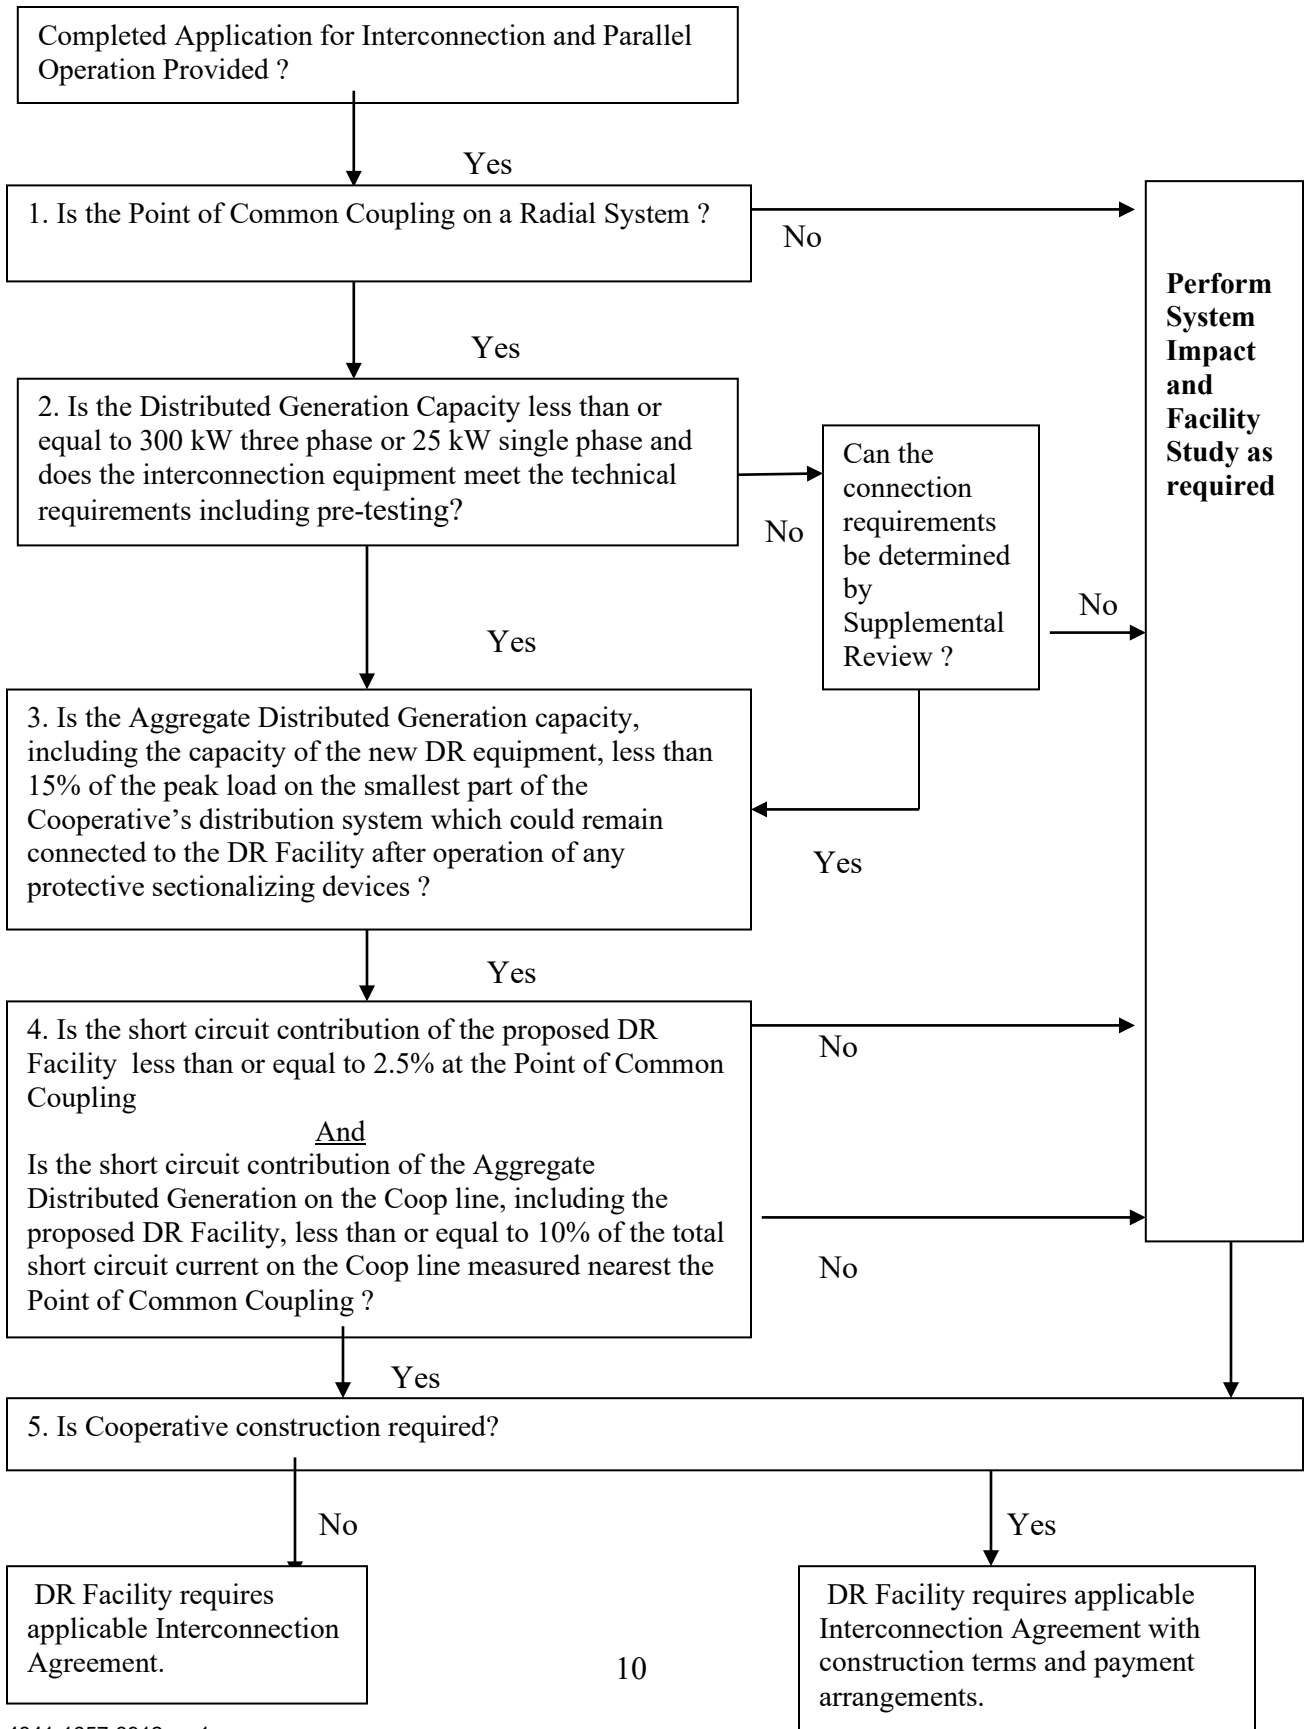 Completed Application for Interconnection and Parallel
Operation Provided ?
Yes
1. Is the Point of Common Coupling on a Radial System ?
No
Perform
System
Impact
and
Facility
Study as
required
Yes
2. Is the Distributed Generation Capacity less than or
equal to 300 kW three phase or 25 kW single phase and
does the interconnection equipment meet the technical
requirements including pre-testing?
No
Can the
connection
requirements
be determined
by
Supplemental
Review ?
No
Yes
Yes
3. Is the Aggregate Distributed Generation capacity,
including the capacity of the new DR equipment, less than
15% of the peak load on the smallest part of the
Cooperative’s distribution system which could remain
connected to the DR Facility after operation of any
protective sectionalizing devices ?
Yes
4. Is the short circuit contribution of the proposed DR
Facility less than or equal to 2.5% at the Point of Common
Coupling
And
Is the short circuit contribution of the Aggregate
Distributed Generation on the Coop line, including the
proposed DR Facility, less than or equal to 10% of the total
short circuit current on the Coop line measured nearest the
Point of Common Coupling ?
No
No
Yes
5. Is Cooperative construction required?
No
Yes
DR Facility requires
applicable Interconnection
Agreement.
DR Facility requires applicable
Interconnection Agreement with
construction terms and payment
arrangements.
10